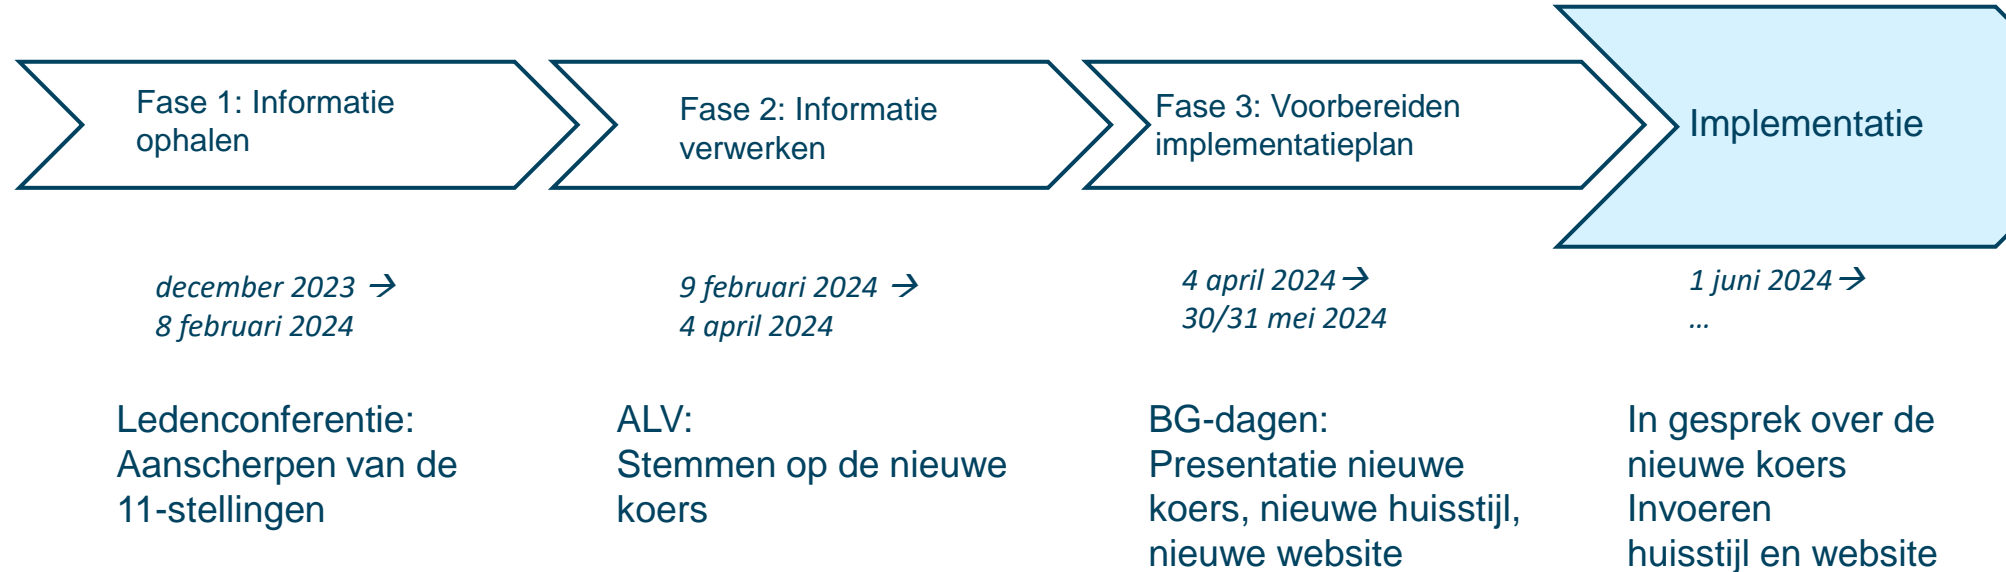 Fase 1: Informatie
ophalen
Fase 2: Informatie
verwerken
Fase 3: Voorbereiden
implementatieplan
Implementatie
december 2023 →
8 februari 2024
9 februari 2024 →
4 april 2024
4 april 2024→
30/31 mei 2024
1 juni 2024→
…
Ledenconferentie:
Aanscherpen van de
11-stellingen
ALV:
Stemmen op de nieuwe
koers
BG-dagen:
Presentatie nieuwe
koers, nieuwe huisstijl,
nieuwe website
In gesprek over de
nieuwe koers
Invoeren
huisstijl en website